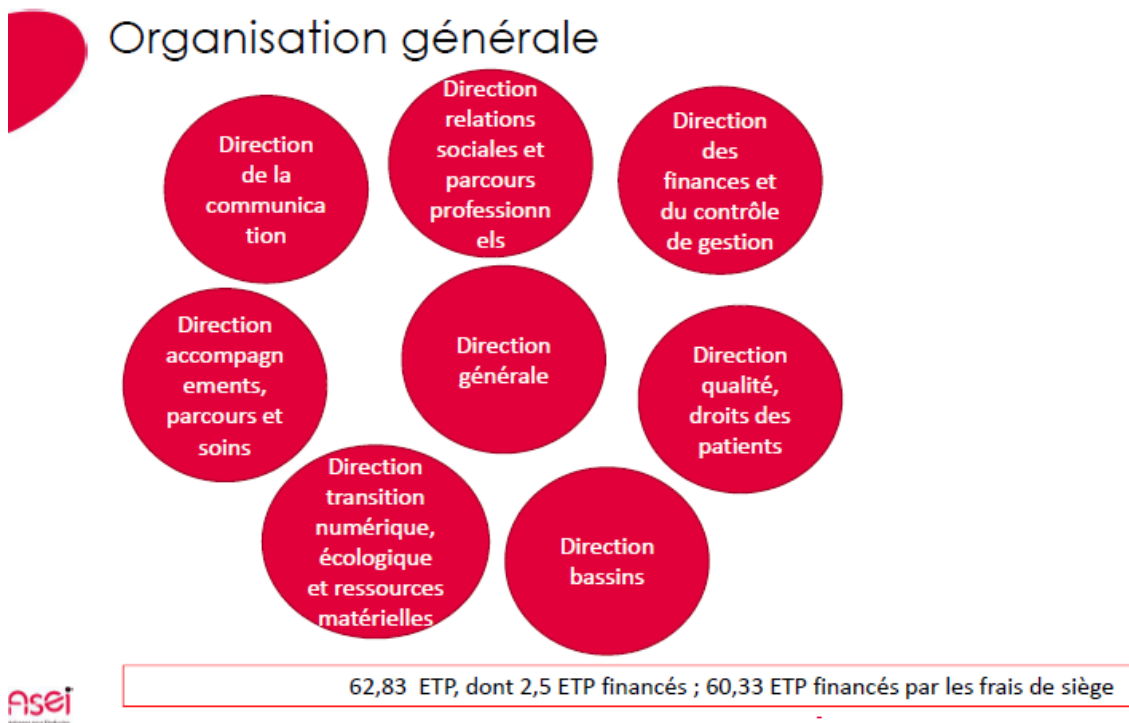 Organisation générale
Direction
de la
communica
tion
Direction
relations
sociales et
parcours
professionn
els
Direction
des
finances et
du contrôle
de gestion
Direction
accompagn
ements,
parcours et
soins
Direction
générale
Direction
qualité,
droits des
patients
Direction
transition
numérique,
écologique
et ressources
matérielles
Direction
bassins
62,83 ETP, dont 2,5 ETP financés ; 60,33 ETP financés par les frais de siège
Asei